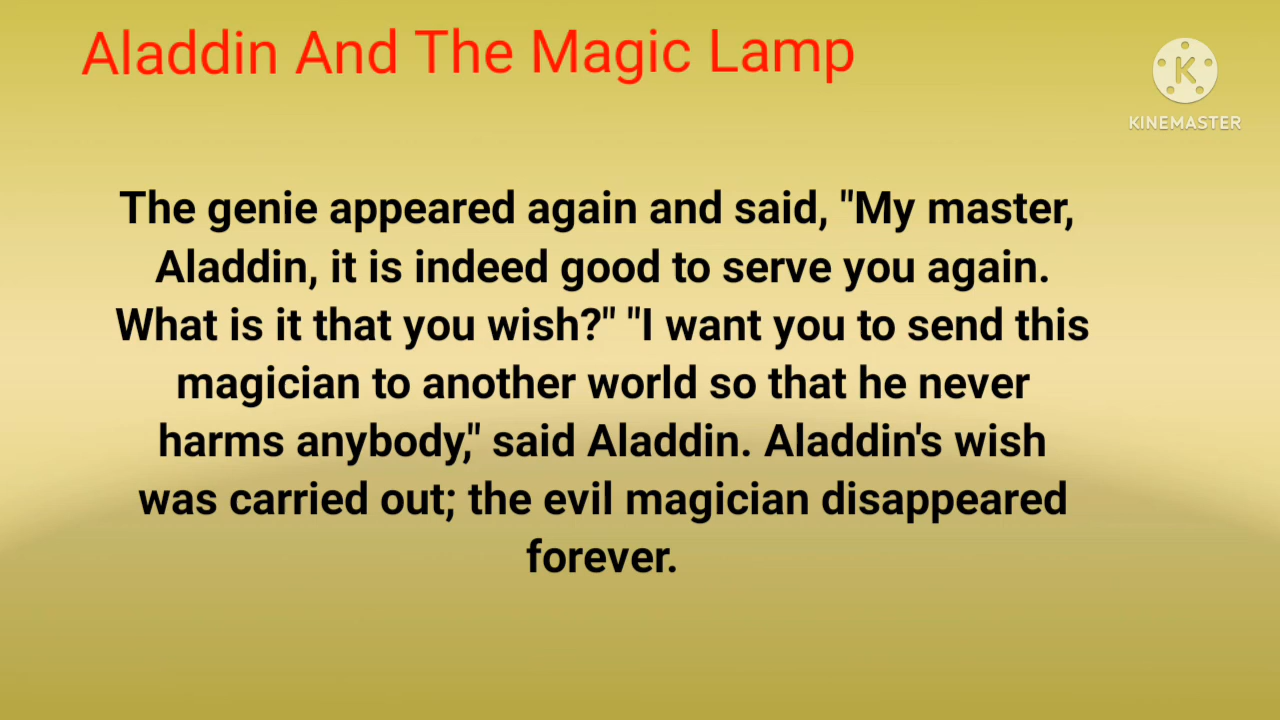 Aladdin And The Magic Lamp
K
KINEMASTER
The genie appeared again and said, "My master,
Aladdin, it is indeed good to serve you again.
What is it that you wish?" "I want you to send this
magician to another world so that he never
harms anybody," said Aladdin. Aladdin's wish
was carried out; the evil magician disappeared
forever.